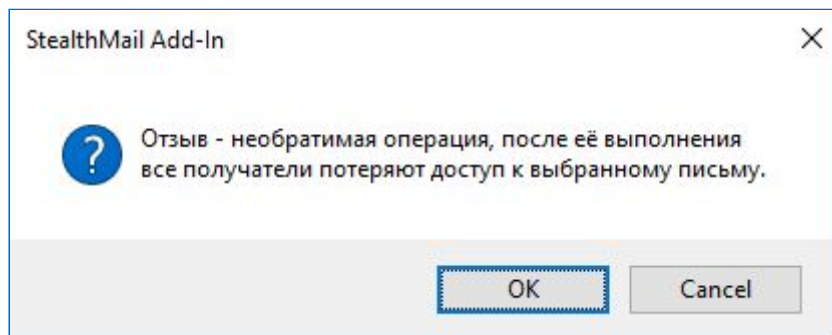 StealthMail Add-In
Отзыв - необратимая операция, после её выполнения
все получатели потеряют доступ к выбранному письму.
OK
Cancel